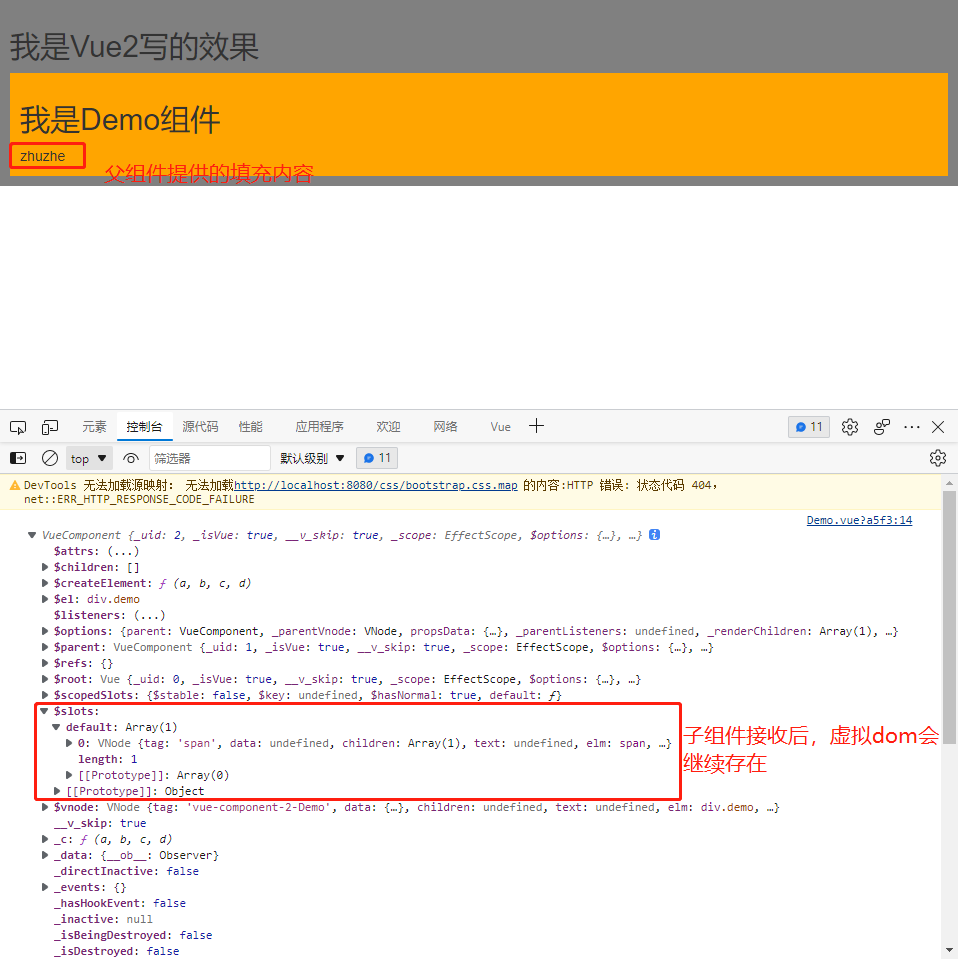 我是Vue2写的效果
我是Demo组件
zhuzhe
父组件提供的填充内容
元素 控制台 源代码 性能 应用程序 欢迎 网络 Vue 11
top 筛选器 默认级别 11
DevTools 无法加载源映射： 无法加载http://localhost:8080/css/bootstrap.css.map 的内容:HTTP 错误: 状态代码 404,
net::ERR_HTTP_RESPONSE_CODE_FAILURE
Demo.vue?a5f3:14
VueComponent {_uid: 2, _isVue: true, __v_skip: true, _scope: EffectScope, $options: {…}, …}
$attrs: (...)
$children: []
$createElement: ƒ (a, b, c, d)
$el: div.demo
$listeners: (...)
$options: {parent: VueComponent, _parentVnode: VNode, propsData: {…}, _parentListeners: undefined, _renderChildren: Array(1), …}
$parent: VueComponent {_uid: 1, _isVue: true, __v_skip: true, _scope: EffectScope, $options: {…}, …}
$refs: {}
$root: Vue {_uid: 0, _isVue: true, __v_skip: true, _scope: EffectScope, $options: {…}, …}
$scopedSlots: {$stable: false, $key: undefined, $hasNormal: true, default: ƒ}
$slots:
default: Array(1)
0: VNode {tag: 'span', data: undefined, children: Array(1), text: undefined, elm: span, …}
length: 1
[[Prototype]]: Array(0)
[[Prototype]]: Object
子组件接收后，虚拟dom会
继续存在
$vnode: VNode {tag: 'vue-component-2-Demo', data: {…}, children: undefined, text: undefined, elm: div.demo, …}
__v_skip: true
_c: ƒ (a, b, c, d)
_data: {__ob__: Observer}
_directInactive: false
_events: {}
_hasHookEvent: false
_inactive: null
_isBeingDestroyed: false
_isDestroyed: false